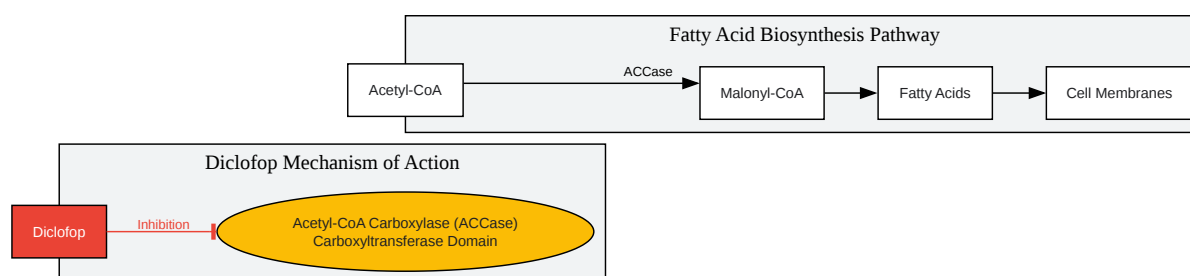 Fatty Acid Biosynthesis Pathway
Acetyl-CoA
ACCase
Malonyl-CoA
Fatty Acids
Cell Membranes
Diclofop Mechanism of Action
Diclofop
Inhibition
Acetyl-CoA Carboxylase (ACCase)
Carboxyltransferase Domain